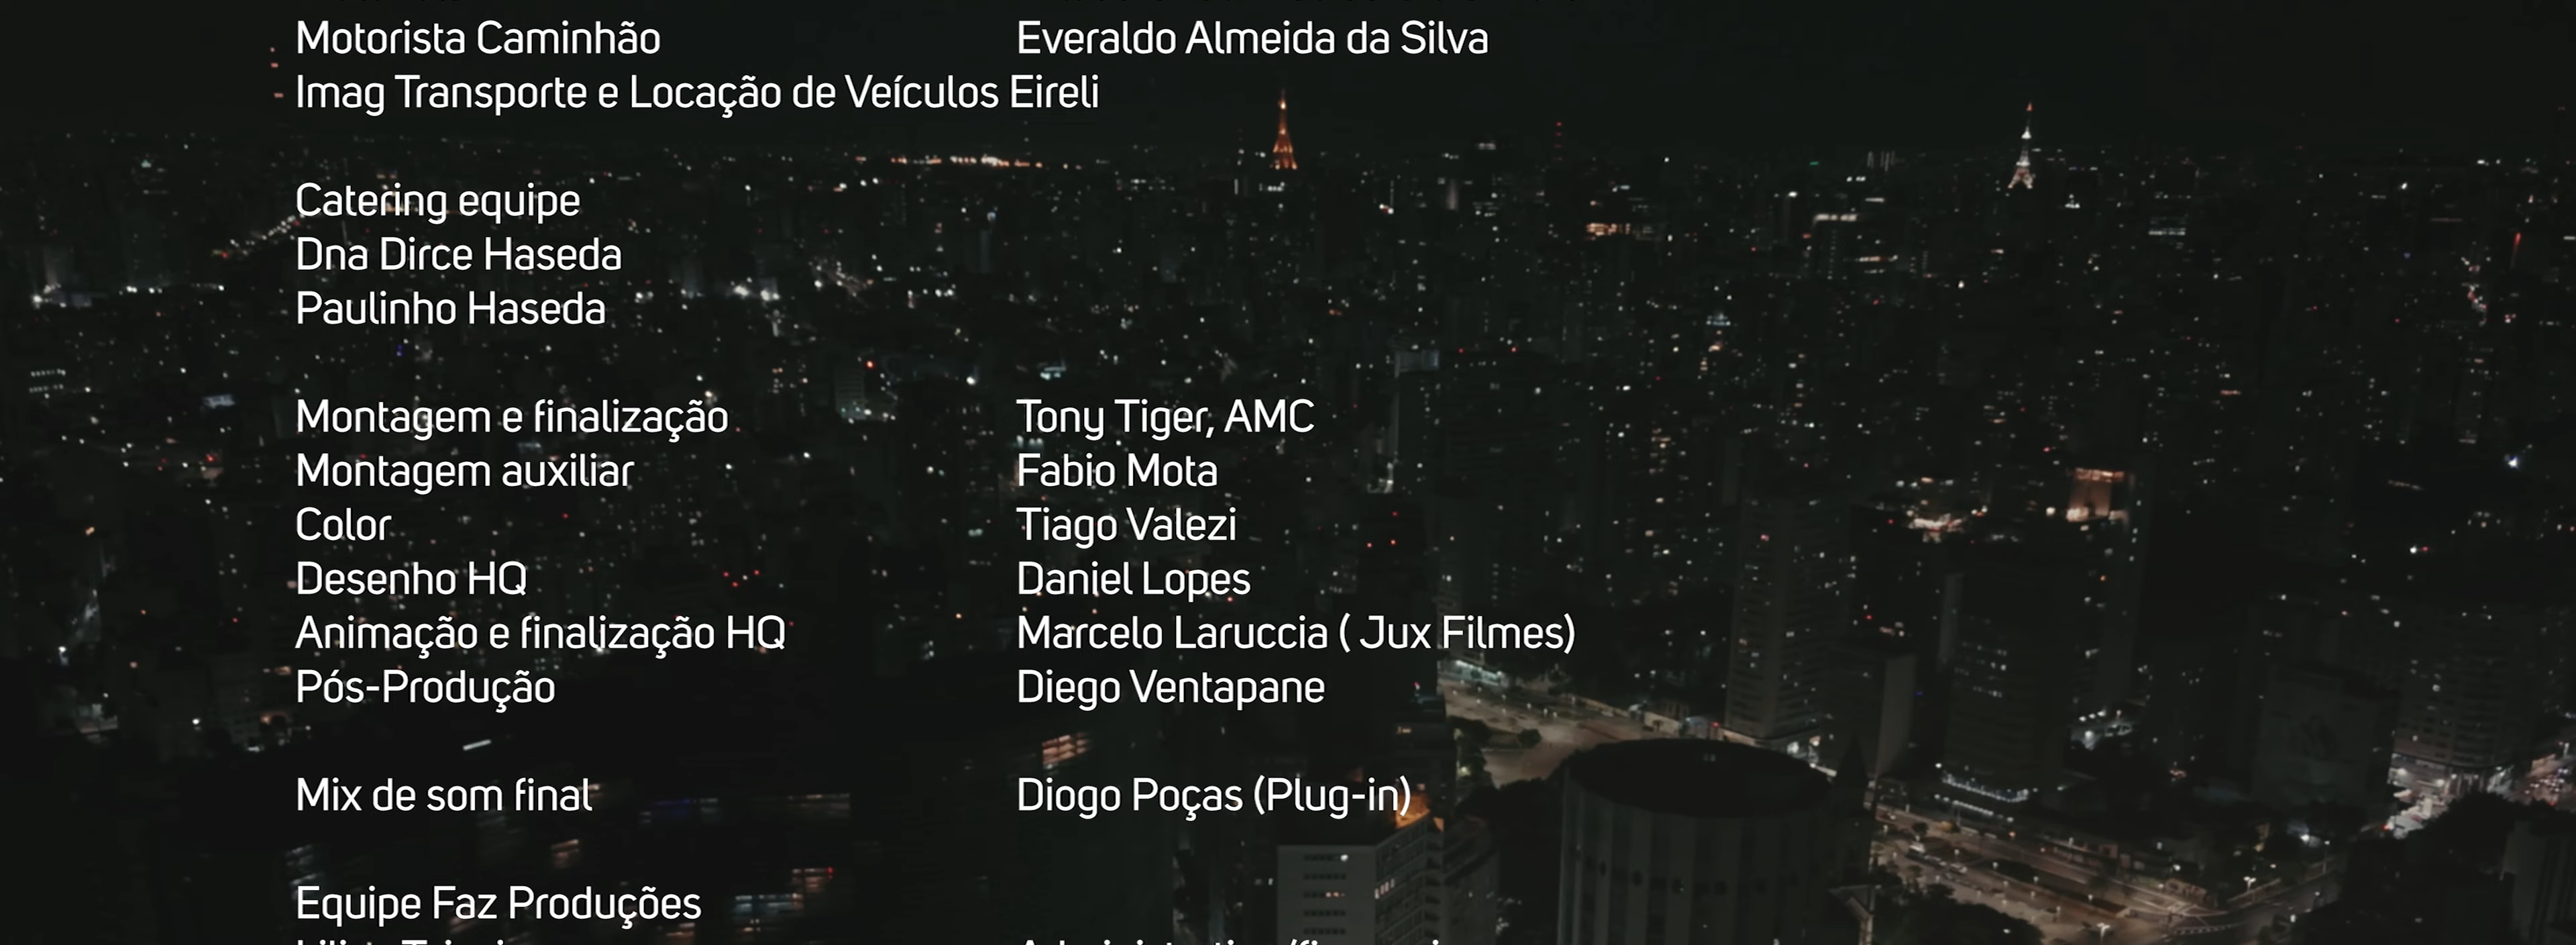 Motorista Caminhão Everaldo Almeida da Silva
Imag Transporte e Locação de Veículos Eireli
Catering equipe
Dna Dirce Haseda
Paulinho Haseda
Montagem e finalização Tony Tiger, AMC
Montagem auxiliar Fabio Mota
Color Tiago Valezi
Desenho HQ Daniel Lopes
Animação e finalização HQ Marcelo Laruccia ( Jux Filmes)
Pós-Produção Diego Ventapane
Mix de som final Diogo Poças (Plug-in)
Equipe Faz Produções